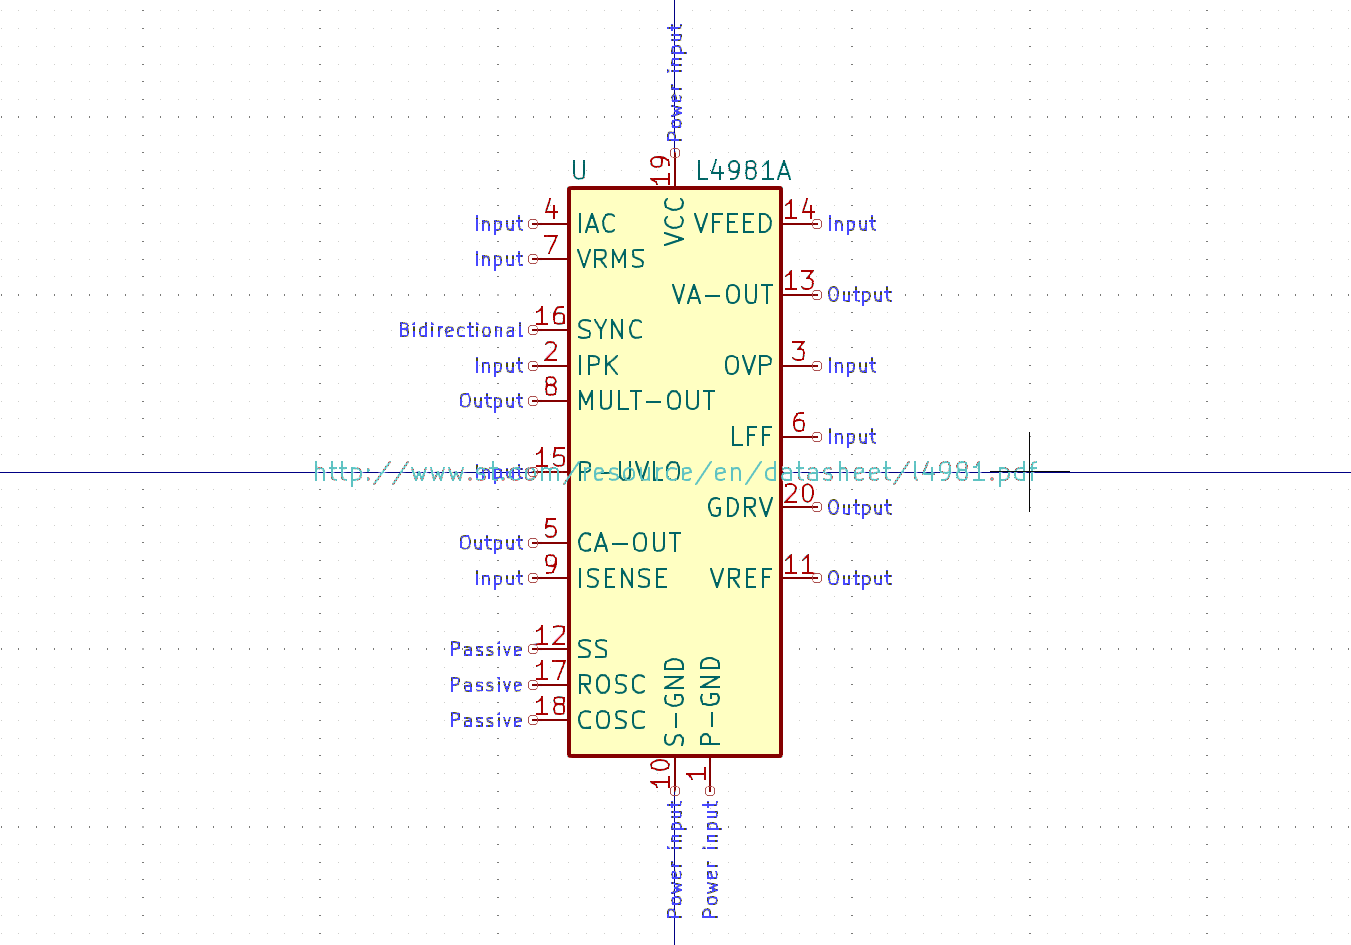 Power input
19
U L4981A
VCC
Input 4 IAC VFEED 14 Input
Input 7 VRMS
VA-OUT 13 Output
Bidirectional 16 SYNC
Input 2 IPK OVP 3 Input
Output 8 MULT-OUT
LFF 6 Input
Input 15 P-UVLO
http://www.st.com/resource/en/datasheet/l4981.pdf
GDRV 20 Output
Output 5 CA-OUT
Input 9 ISENSE VREF 11 Output
Passive 12 SS
Passive 17 ROSC
Passive 18 COSC
S-GND P-GND
10 1
Power input Power input